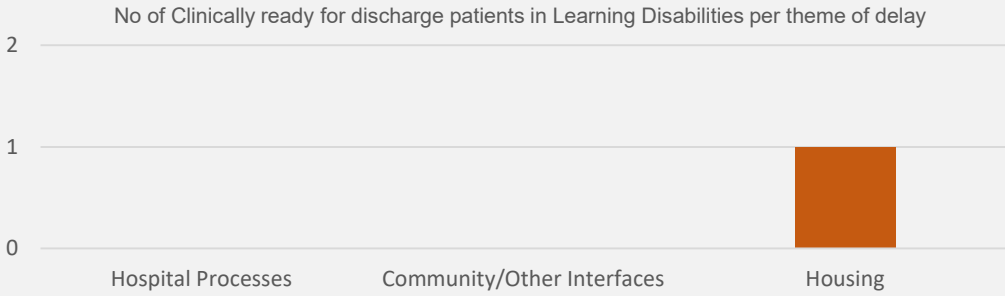 No of Clinically ready for discharge patients in Learning Disabilities per theme of delay
2
1
0
Hospital Processes Community/Other Interfaces Housing